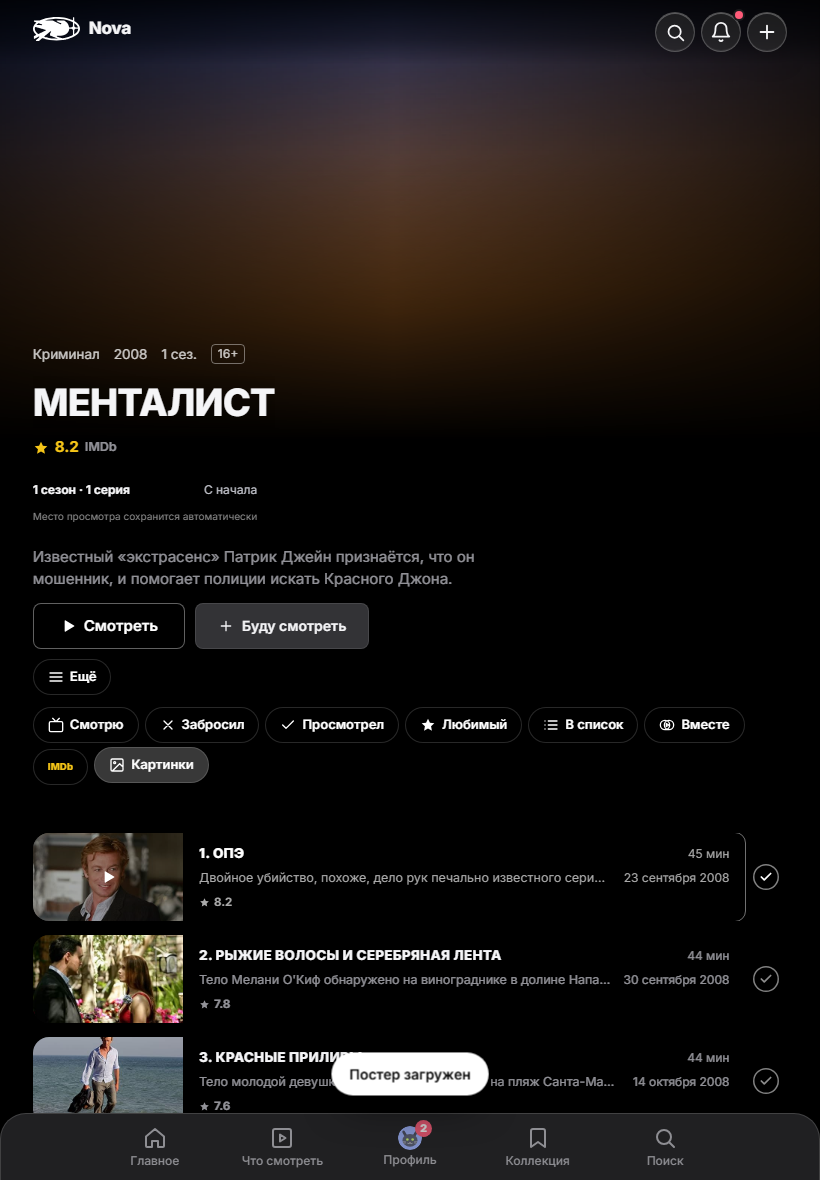 Nova
Криминал 2008 1 сез. 16+
МЕНТАЛИСТ
8.2 IMDb
1 сезон · 1 серия С начала
Место просмотра сохранится автоматически
Известный «экстрасенс» Патрик Джейн признаётся, что он
мошенник, и помогает полиции искать Красного Джона.
Смотреть Буду смотреть
Ещё
Смотрю Забросил Просмотрел Любимый В список Вместе
IMDb Картинки
1. ОПЭ 45 мин
Двойное убийство, похоже, дело рук печально известного сери... 23 сентября 2008
8.2
2. РЫЖИЕ ВОЛОСЫ И СЕРЕБРЯНАЯ ЛЕНТА 44 мин
Тело Мелани О'Киф обнаружено на винограднике в долине Напа... 30 сентября 2008
7.8
3. КРАСНЫЕ 44 мин
Тело молодой на пляж Санта-Ма... 14 октября 2008
Постер загружен
7.6
2
Главное Что смотреть Профиль Коллекция Поиск